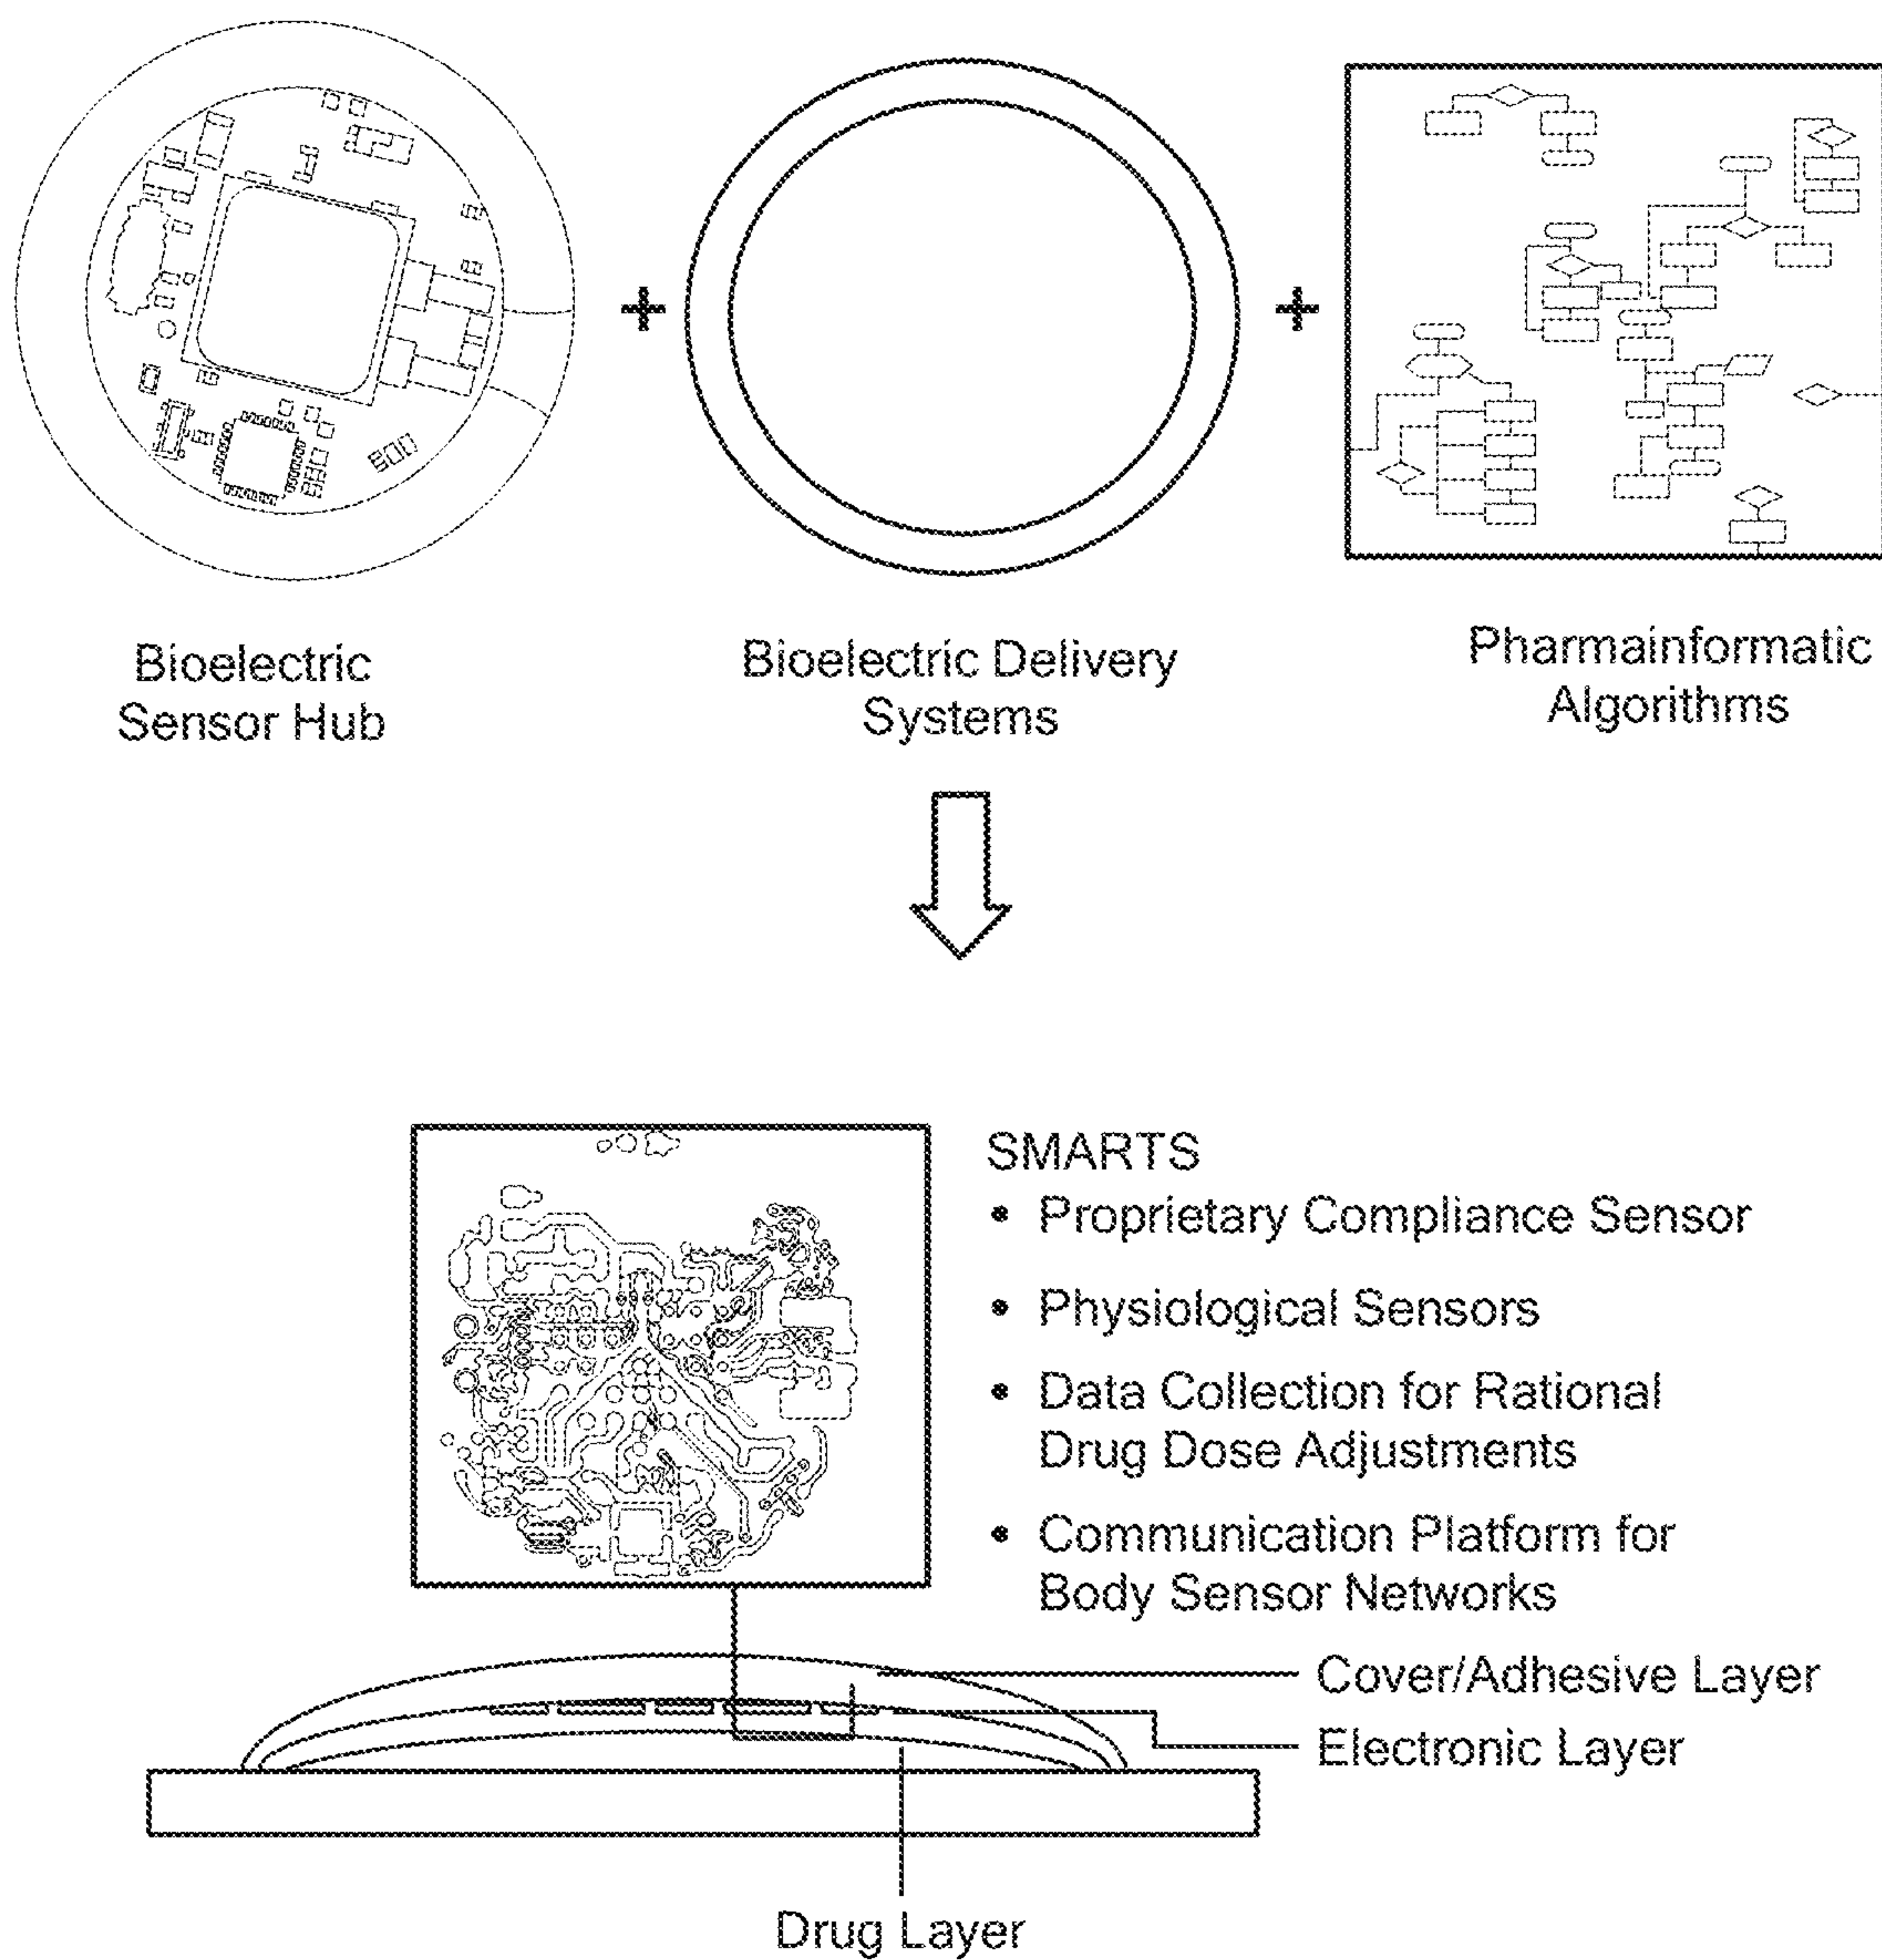 Bioelectric
Sensor Hub
+
Bioelectric Delivery
Systems
+
Pharmainformatic
Algorithms
SMARTS
• Proprietary Compliance Sensor
• Physiological Sensors
• Data Collection for Rational
Drug Dose Adjustments
• Communication Platform for
Body Sensor Networks
Cover/Adhesive Layer
Electronic Layer
Drug Layer